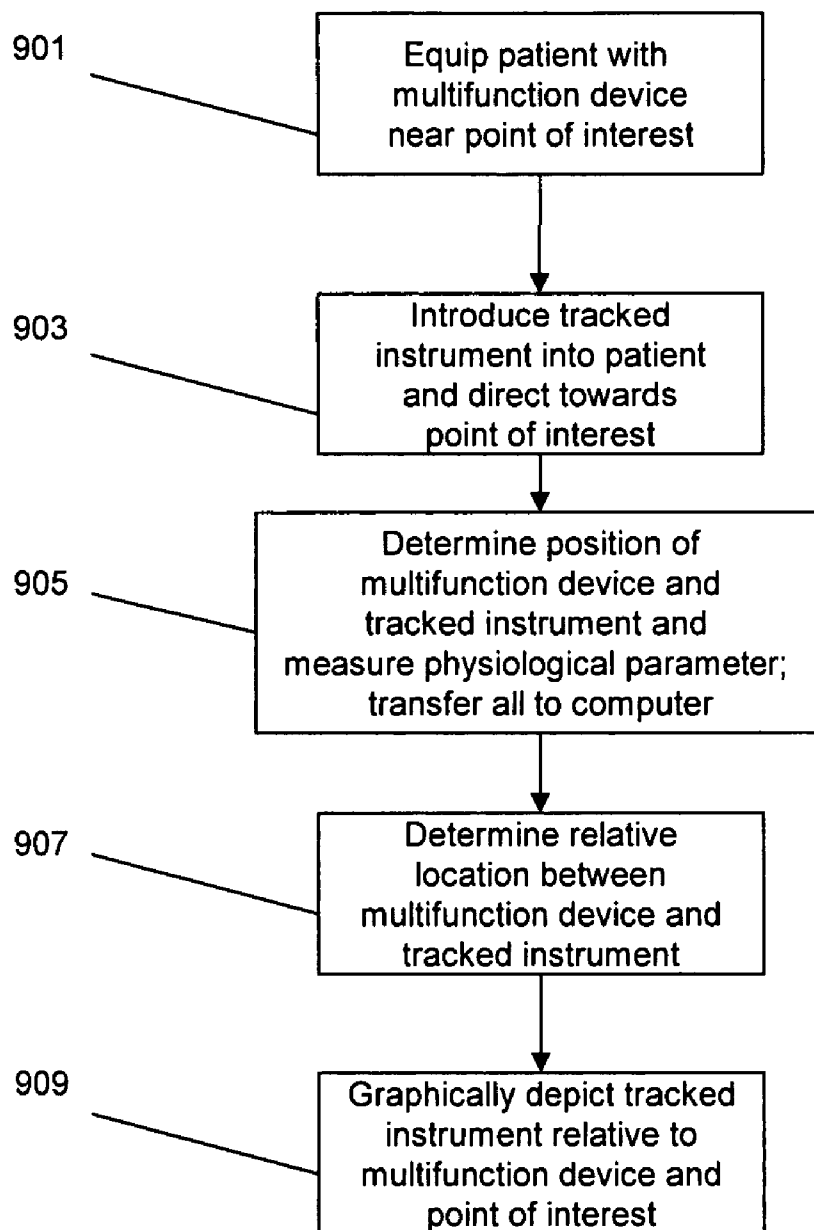 901
Equip patient with
multifunction device
near point of interest
903
Introduce tracked
instrument into patient
and direct towards
point of interest
905
Determine position of
multifunction device and
tracked instrument and
measure physiological parameter;
transfer all to computer
907
Determine relative
location between
multifunction device and
tracked instrument
909
Graphically depict tracked
instrument relative to
multifunction device and
point of interest